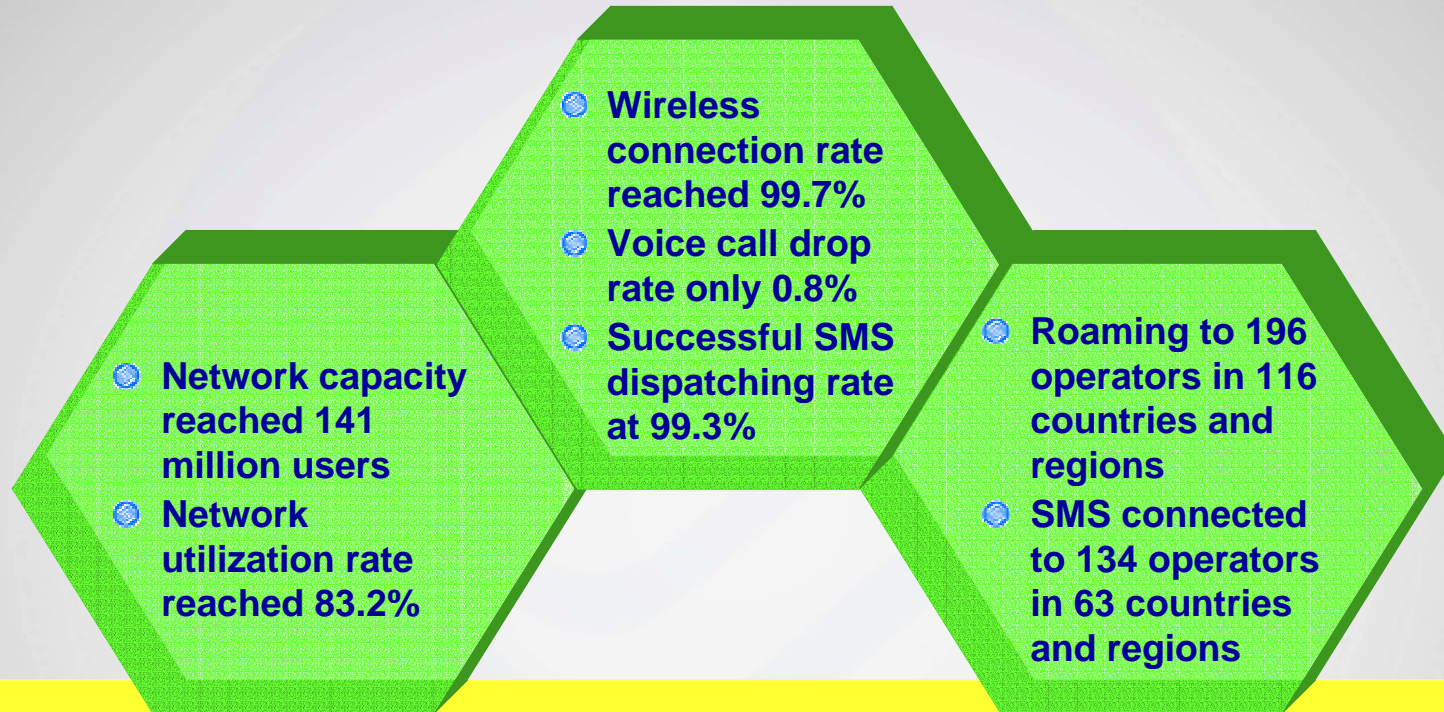 Network capacity
reached 141
million users
Network
utilization rate
reached 83.2%
Wireless
connection rate
reached 99.7%
Voice call drop
rate only 0.8%
Successful SMS
dispatching rate
at 99.3%
Roaming to 196
operators in 116
countries and
regions
SMS connected
to 134 operators
in 63 countries
and regions